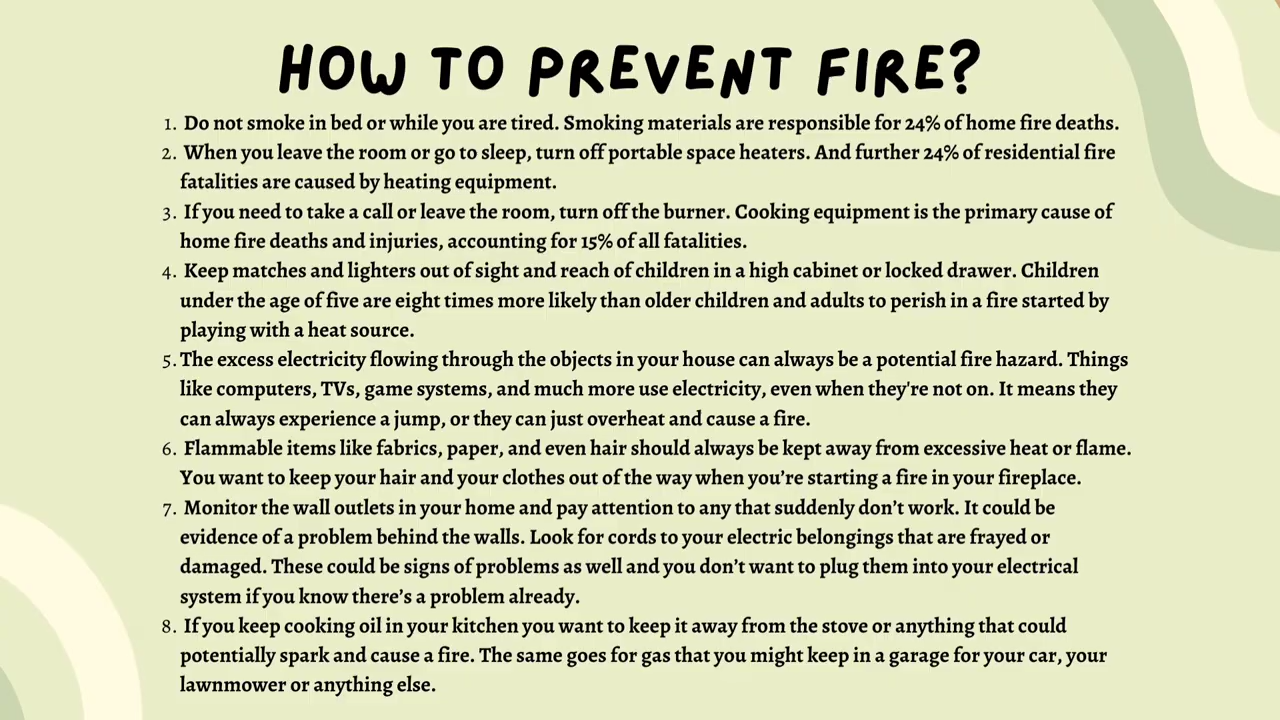 HOW TO PREVENT FIRE?
1. Do not smoke in bed or while you are tired. Smoking materials are responsible for 24% of home fire deaths.
2. When you leave the room or go to sleep, turn off portable space heaters. And further 24% of residential fire
fatalities are caused by heating equipment.
3. If you need to take a call or leave the room, turn off the burner. Cooking equipment is the primary cause of
home fire deaths and injuries, accounting for 15% of all fatalities.
4. Keep matches and lighters out of sight and reach of children in a high cabinet or locked drawer. Children
under the age of five are eight times more likely than older children and adults to perish in a fire started by
playing with a heat source.
5. The excess electricity flowing through the objects in your house can always be a potential fire hazard. Things
like computers, TVs, game systems, and much more use electricity, even when they're not on. It means they
can always experience a jump, or they can just overheat and cause a fire.
6. Flammable items like fabrics, paper, and even hair should always be kept away from excessive heat or flame.
You want to keep your hair and your clothes out of the way when you’re starting a fire in your fireplace.
7. Monitor the wall outlets in your home and pay attention to any that suddenly don’t work. It could be
evidence of a problem behind the walls. Look for cords to your electric belongings that are frayed or
damaged. These could be signs of problems as well and you don’t want to plug them into your electrical
system if you know there’s a problem already.
8. If you keep cooking oil in your kitchen you want to keep it away from the stove or anything that could
potentially spark and cause a fire. The same goes for gas that you might keep in a garage for your car, your
lawnmower or anything else.